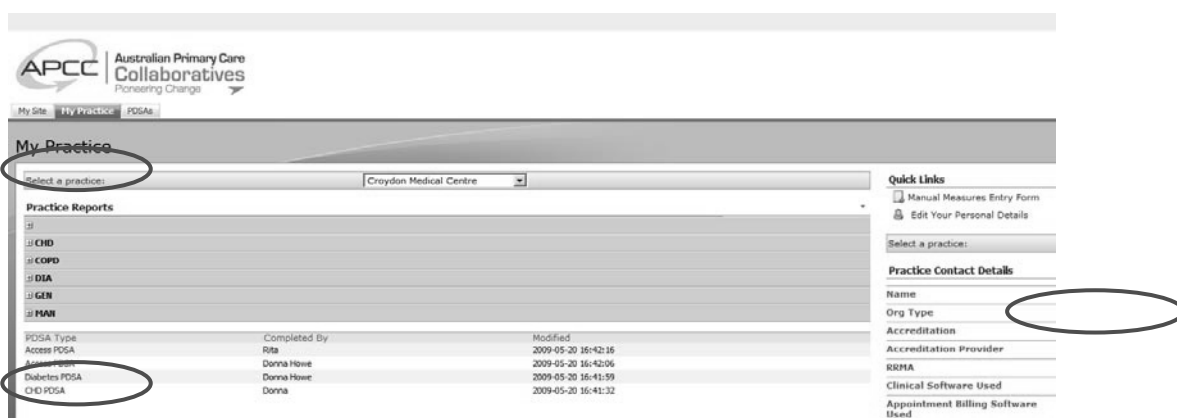 APCC
Australian Primary Care
Collaboratives
Pioneering Change
My Site My Practice PDSAs
My Practice
Select a practice: Croydon Medical Centre
Practice Reports
CHD
COPD
DIA
GEN
MAN
PDSA Type Completed By Modified
Access PDSA Rita 2009-05-20 16:42:16
Access PDSA Donna Howe 2009-05-20 16:42:06
Diabetes PDSA Donna Howe 2009-05-20 16:41:59
CHD PDSA Donna 2009-05-20 16:41:32
Quick Links
Manual Measures Entry Form
Edit Your Personal Details
Select a practice:
Practice Contact Details
Name
Org Type
Accreditation
Accreditation Provider
RRMA
Clinical Software Used
Appointment Billing Software
Used